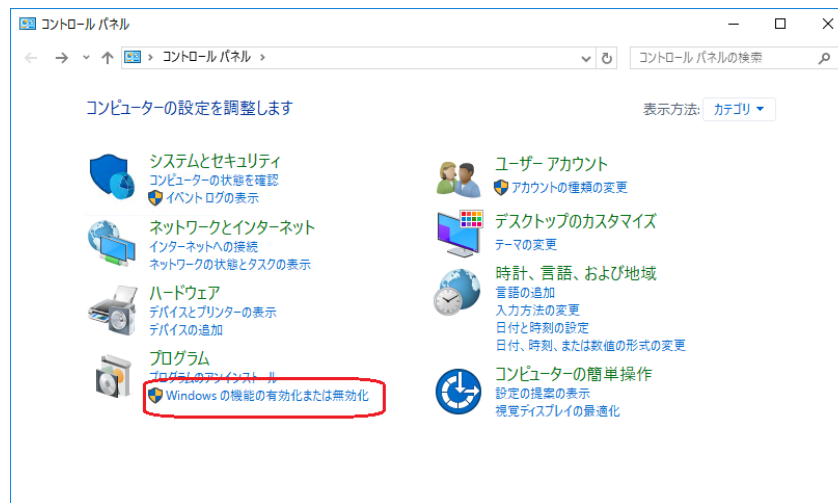 コントロール パネル
コントロール パネル
コントロール パネルの検索
コンピューターの設定を調整します
表示方法: カテゴリ
システムとセキュリティ
コンピューターの状態を確認
イベント ログの表示
ネットワークとインターネット
インターネットへの接続
ネットワークの状態とタスクの表示
ハードウェア
デバイスとプリンターの表示
デバイスの追加
プログラム
プログラムのアンインストール
Windows の機能の有効化または無効化
ユーザー アカウント
アカウントの種類の変更
デスクトップのカスタマイズ
テーマの変更
時計、言語、および地域
言語の追加
入力方法の変更
日付と時刻の設定
日付、時刻、または数値の形式の変更
コンピューターの簡単操作
設定の提案の表示
視覚ディスプレイの最適化